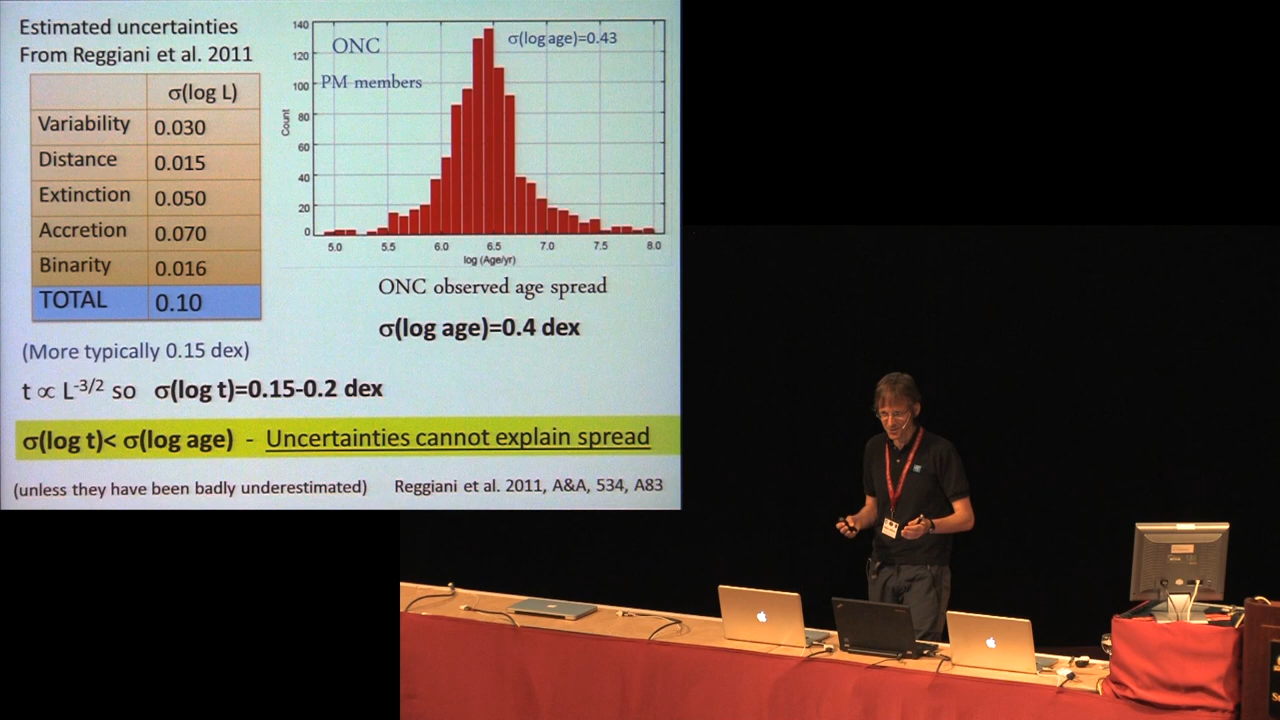 Estimated uncertainties
From Reggiani et al. 2011
σ(log L)
Variability 0.030
Distance 0.015
Extinction 0.050
Accretion 0.070
Binarity 0.016
TOTAL 0.10
(More typically 0.15 dex)
140
120
100
80
60
40
20
0
Count
ONC
PM members
σ(log age)=0.43
5.0 5.5 6.0 6.5 7.0 7.5 8.0
log (Age/yr)
ONC observed age spread
σ(log age)=0.4 dex
t ∝ L-3/2 so σ(log t)=0.15-0.2 dex
σ(log t)< σ(log age) - Uncertainties cannot explain spread
(unless they have been badly underestimated) Reggiani et al. 2011, A&A, 534, A83